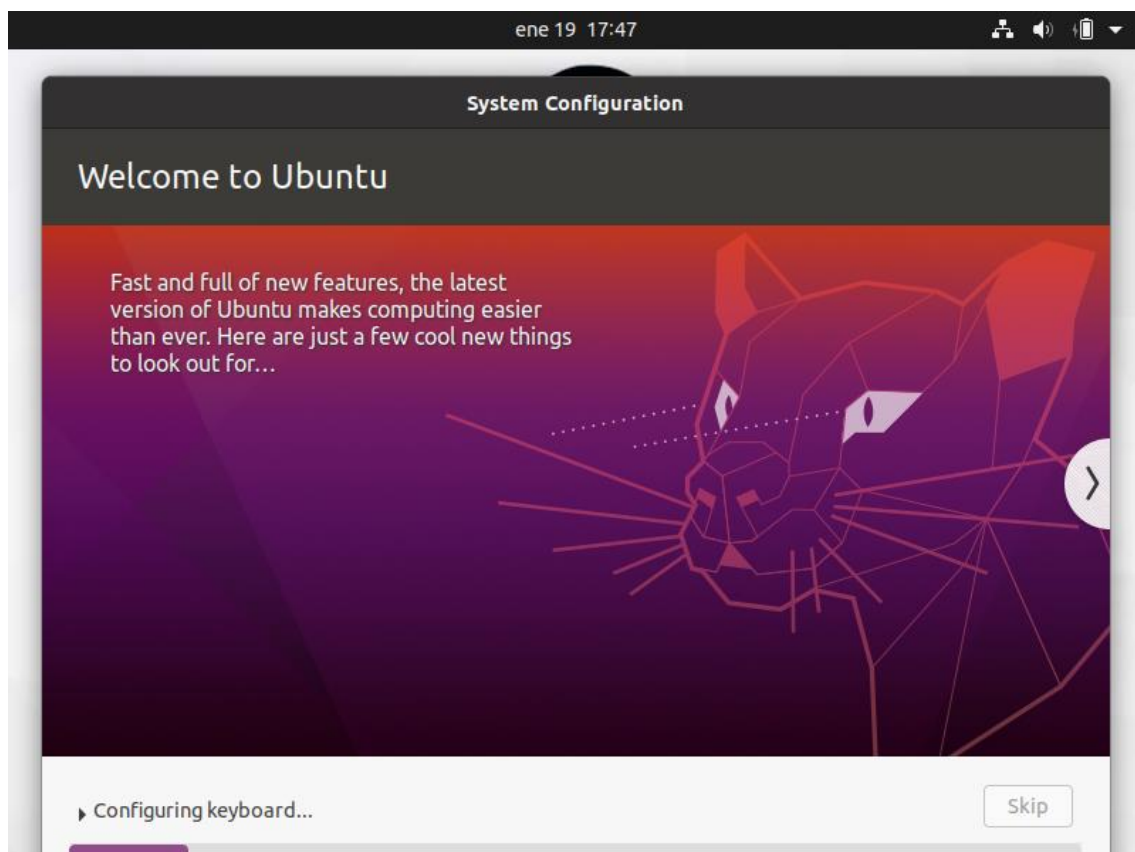 ene 19 17:47
System Configuration
Welcome to Ubuntu
Fast and full of new features, the latest
version of Ubuntu makes computing easier
than ever. Here are just a few cool new things
to look out for...
Configuring keyboard...
Skip